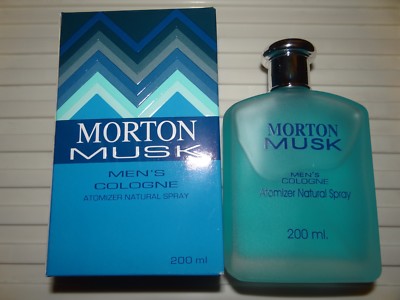 MORTON
MUSK
MEN'S
COLOGNE
ATOMIZER NATURAL SPRAY
200 ml
MORTON
MUSK
MEN'S
COLOGNE
Atomizer Natural Spray
200 ml.